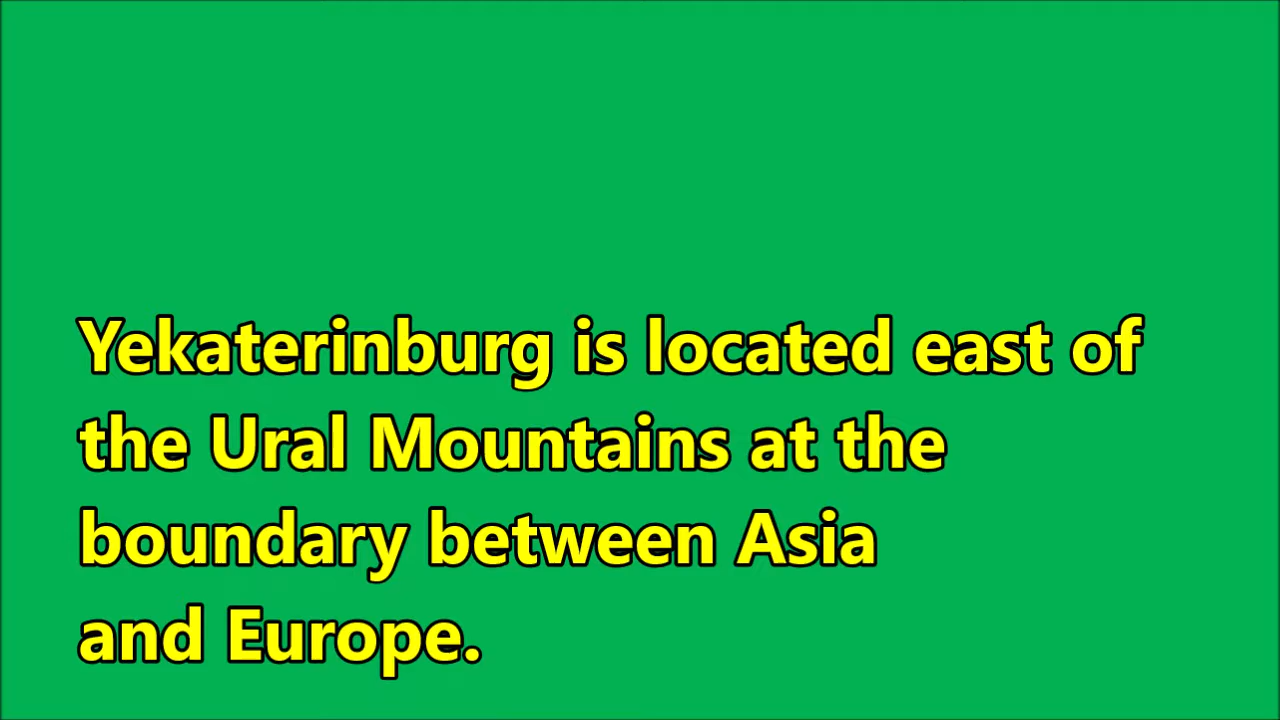 Yekaterinburg is located east of
the Ural Mountains at the
boundary between Asia
and Europe.